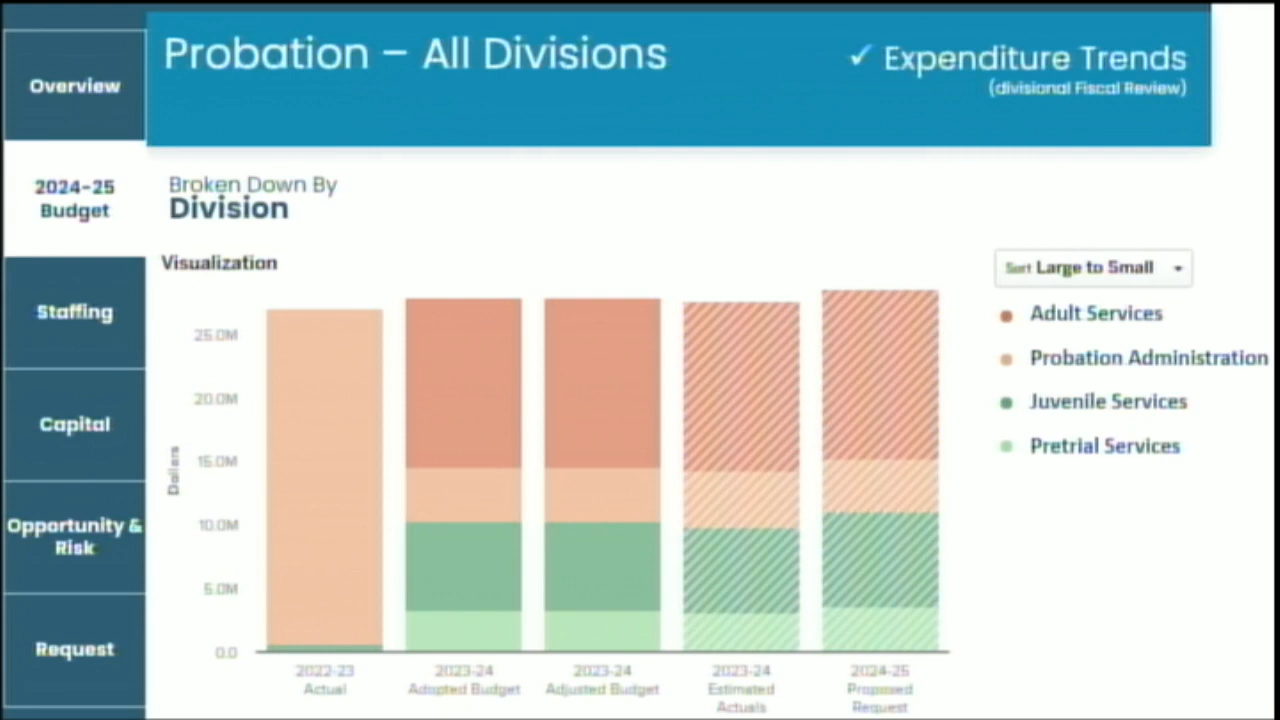 Probation – All Divisions
✓ Expenditure Trends
(divisional Fiscal Review)
Overview
2024-25
Budget
Staffing
Capital
Opportunity &
Risk
Request
Broken Down By
Division
Visualization
Sort Large to Small
Adult Services
Probation Administration
Juvenile Services
Pretrial Services
Dollars
25.0M
20.0M
15.0M
10.0M
5.0M
0.0
2022-23
Actual
2023-24
Adopted Budget
2023-24
Adjusted Budget
2023-24
Estimated
Actuals
2024-25
Proposed
Request